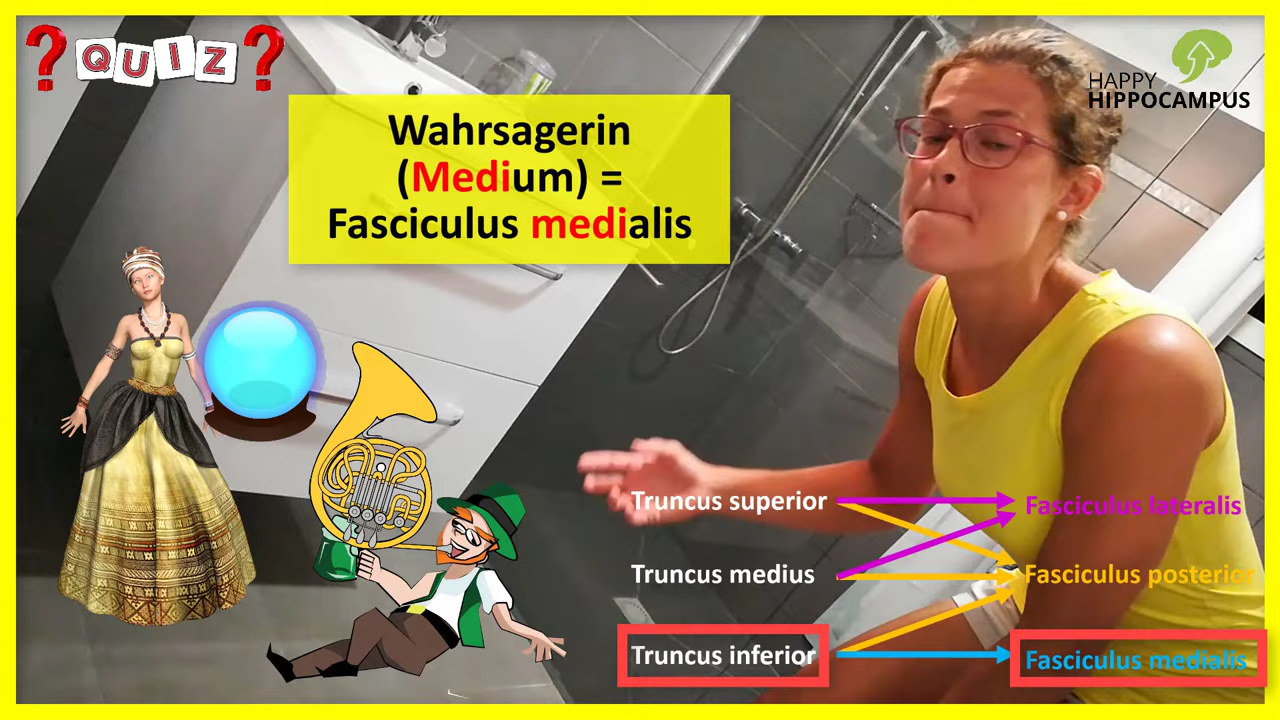 ?QUIZ?
HAPPY
HIPPOCAMPUS
Wahrsagerin
(Medium) =
Fasciculus medialis
Truncus superior
Fasciculus lateralis
Truncus medius
Fasciculus posterior
Truncus inferior
Fasciculus medialis